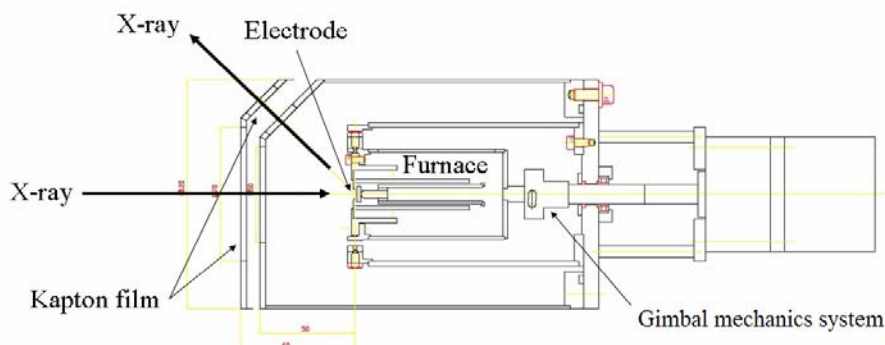 X-ray
Electrode
Furnace
X-ray
Kapton film
Gimbal mechanics system
50